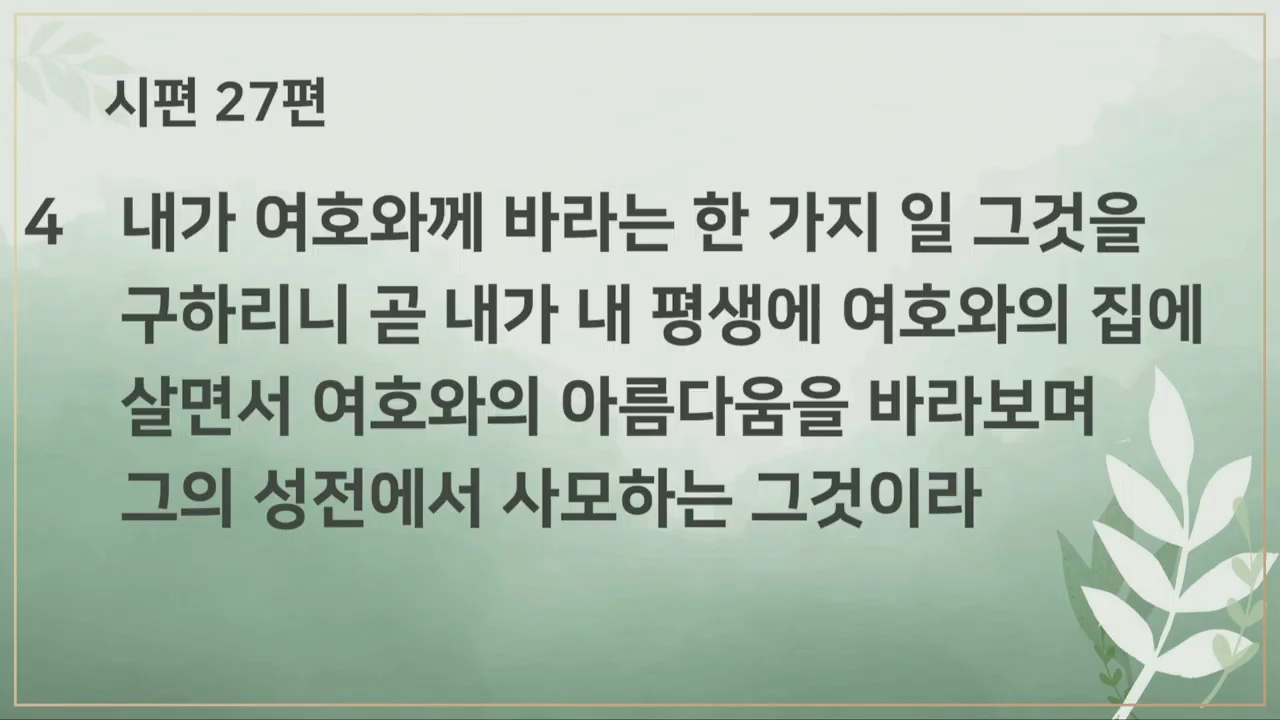 시편 27편
4 내가 여호와께 바라는 한 가지 일 그것을
구하리니 곧 내가 내 평생에 여호와의 집에
살면서 여호와의 아름다움을 바라보며
그의 성전에서 사모하는 그것이라